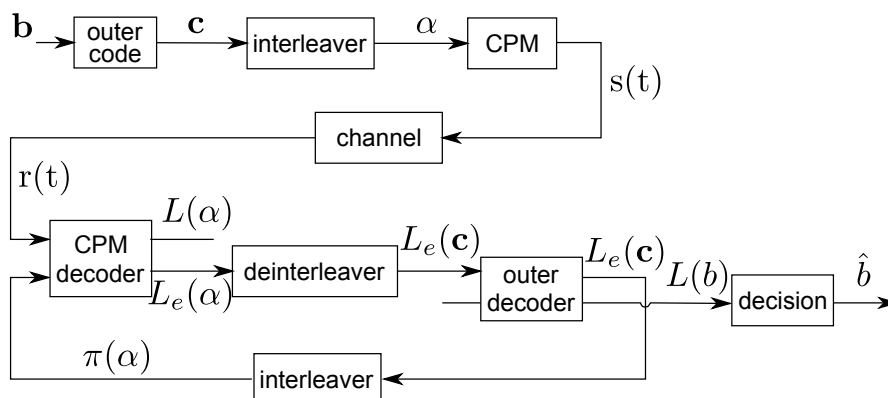 b
outer
code
c
interleaver
α
CPM
s(t)
channel
r(t)
CPM
decoder
L(α)
L_e(α)
deinterleaver
L_e(𝐜)
outer
decoder
L_e(𝐜)
L(b)
decision
b̂
π(α)
interleaver